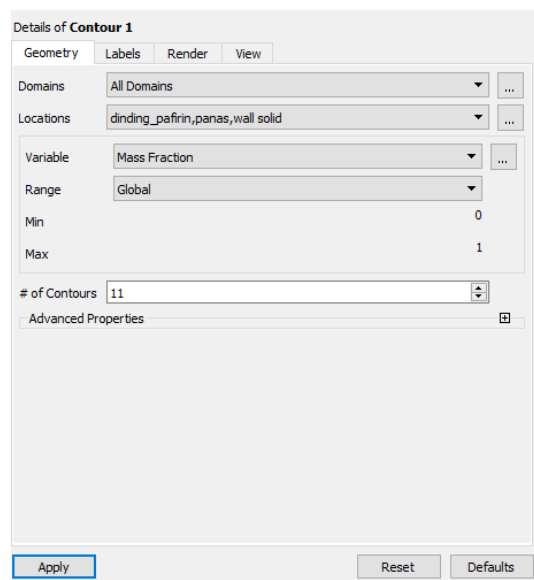 Details of Contour 1
Geometry Labels Render View
Domains All Domains ...
Locations dinding_pafirin,panas,wall solid ...
Variable Mass Fraction ...
Range Global
Min 0
Max 1
# of Contours 11
Advanced Properties
Apply Reset Defaults